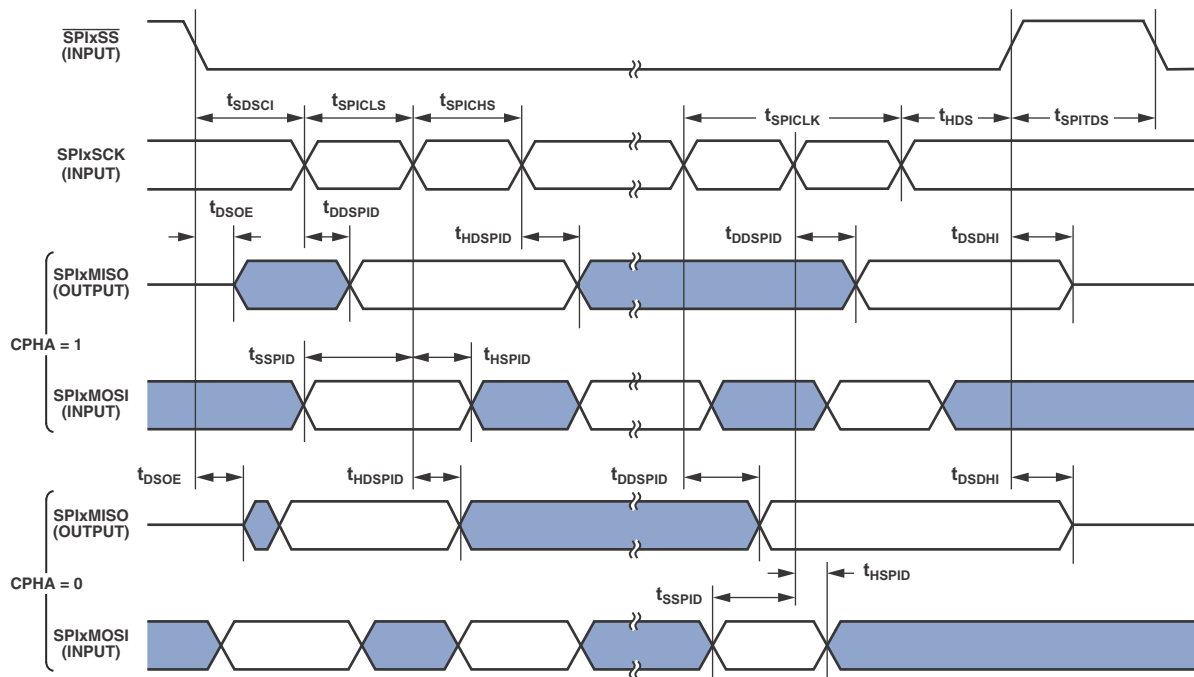 SPIxSS
(INPUT)
tSDSCI tSPICLS tSPICHS tSPICLK tHDS tSPITDS
SPIxSCK
(INPUT)
tDSOE tDDSPID tHDSPID tDDSPID tDSDHI
SPIxMISO
(OUTPUT)
CPHA = 1
tSSPID tHSPID
SPIxMOSI
(INPUT)
tDSOE tHDSPID tDDSPID tDSDHI
SPIxMISO
(OUTPUT)
CPHA = 0
tHSPID
tSSPID
SPIxMOSI
(INPUT)